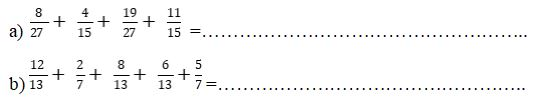 a) 8/27 + 4/15 + 19/27 + 11/15 =……………………………………………..
b) 12/13 + 2/7 + 8/13 + 6/13 + 5/7 =…………………………………………..